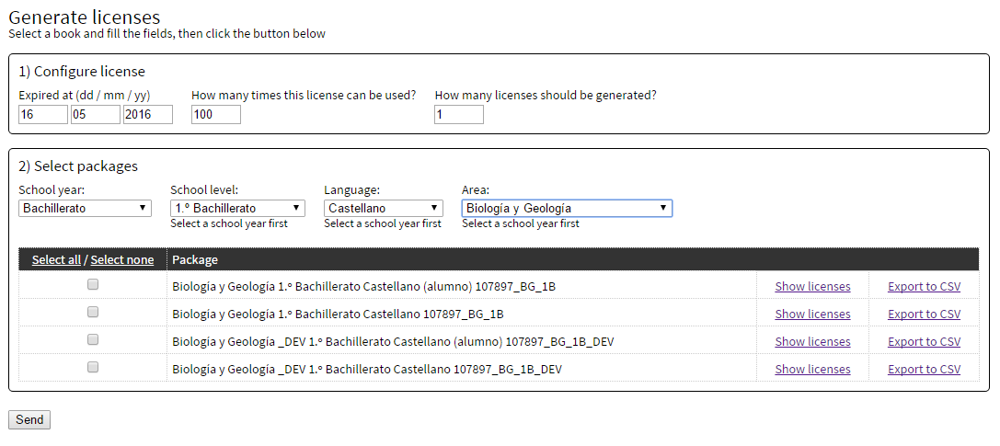 Generate licenses
Select a book and fill the fields, then click the button below
1) Configure license
Expired at (dd / mm / yy) How many times this license can be used? How many licenses should be generated?
16 05 2016 100 1
2) Select packages
School year: School level: Language: Area:
Bachillerato 1.º Bachillerato Castellano Biología y Geología
Select a school year first Select a school year first Select a school year first
Select all / Select none Package
Biología y Geología 1.º Bachillerato Castellano (alumno) 107897_BG_1B Show licenses Export to CSV
Biología y Geología 1.º Bachillerato Castellano 107897_BG_1B Show licenses Export to CSV
Biología y Geología _DEV 1.º Bachillerato Castellano (alumno) 107897_BG_1B_DEV Show licenses Export to CSV
Biología y Geología _DEV 1.º Bachillerato Castellano 107897_BG_1B_DEV Show licenses Export to CSV
Send